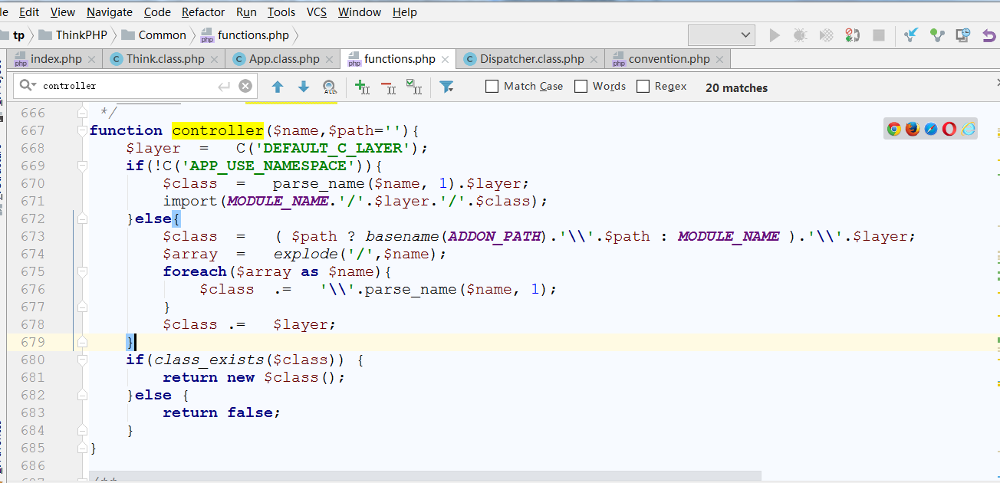 le Edit View Navigate Code Refactor Run Tools VCS Window Help
tp ThinkPHP Common functions.php
index.php Think.class.php App.class.php functions.php Dispatcher.class.php convention.php
controller Match Case Words Regex 20 matches
666 */
667 function controller($name,$path=''){
668 $layer = C('DEFAULT_C_LAYER');
669 if(!C('APP_USE_NAMESPACE')){
670 $class = parse_name($name, 1).$layer;
671 import(MODULE_NAME.'/'.$layer.'/'.$class);
672 }else{
673 $class = ( $path ? basename(ADDON_PATH).'\\'.$path : MODULE_NAME ).'\\'.$layer;
674 $array = explode('/',$name);
675 foreach($array as $name){
676 $class .= '\\'.parse_name($name, 1);
677 }
678 $class .= $layer;
679 }
680 if(class_exists($class)) {
681 return new $class();
682 }else {
683 return false;
684 }
685 }
686